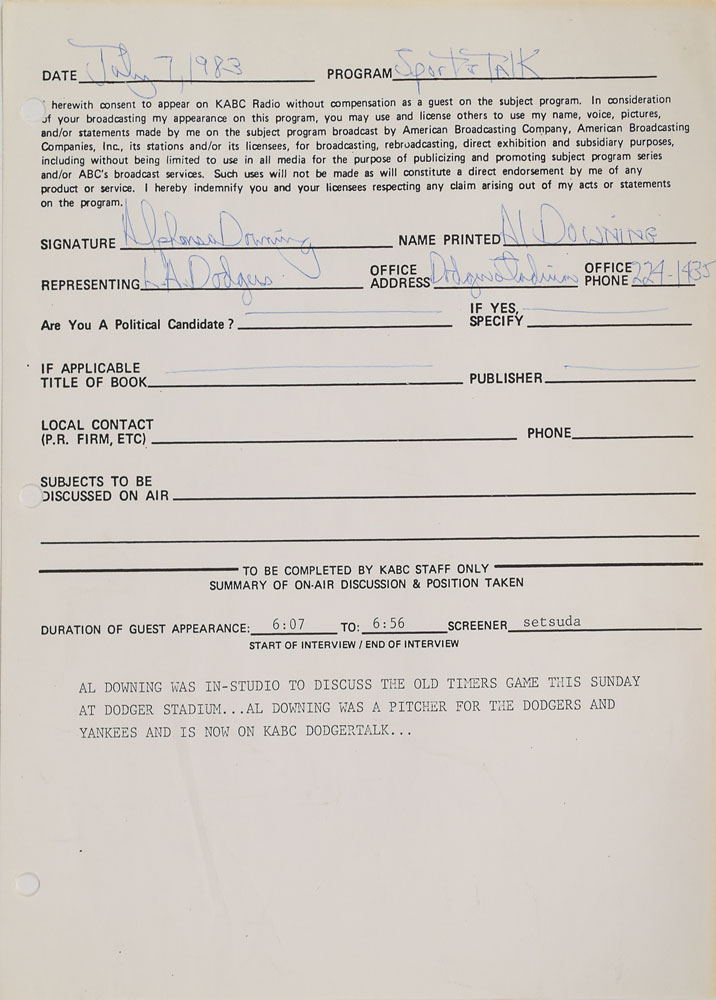 DATE July 7, 1983 PROGRAM Sports Talk
herewith consent to appear on KABC Radio without compensation as a guest on the subject program. In consideration
of your broadcasting my appearance on this program, you may use and license others to use my name, voice, pictures,
and/or statements made by me on the subject program broadcast by American Broadcasting Company, American Broadcasting
Companies, Inc., its stations and/or its licensees, for broadcasting, rebroadcasting, direct exhibition and subsidiary purposes,
including without being limited to use in all media for the purpose of publicizing and promoting subject program series
and/or ABC's broadcast services. Such uses will not be made as will constitute a direct endorsement by me of any
product or service. I hereby indemnify you and your licensees respecting any claim arising out of my acts or statements
on the program.
SIGNATURE Alphonso Downing NAME PRINTED Al DOWNING
REPRESENTING L.A. Dodgers OFFICE ADDRESS Dodger Stadium OFFICE PHONE 224-1435
Are You A Political Candidate? IF YES, SPECIFY
IF APPLICABLE
TITLE OF BOOK PUBLISHER
LOCAL CONTACT
(P.R. FIRM, ETC) PHONE
SUBJECTS TO BE
DISCUSSED ON AIR
TO BE COMPLETED BY KABC STAFF ONLY
SUMMARY OF ON-AIR DISCUSSION & POSITION TAKEN
DURATION OF GUEST APPEARANCE: 6:07 TO: 6:56 SCREENER setsuda
START OF INTERVIEW / END OF INTERVIEW
AL DOWNING WAS IN-STUDIO TO DISCUSS THE OLD TIMERS GAME THIS SUNDAY
AT DODGER STADIUM...AL DOWNING WAS A PITCHER FOR THE DODGERS AND
YANKEES AND IS NOW ON KABC DODGERTALK...